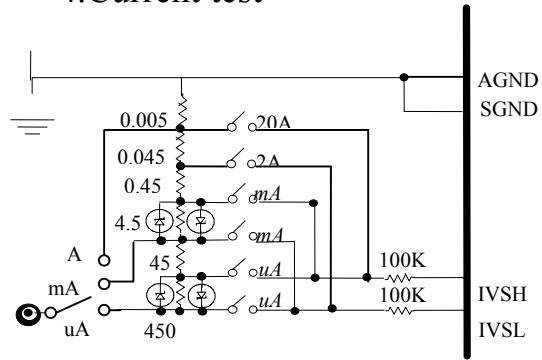 4.Current test
AGND
SGND
0.005
20A
0.045
2A
0.45
mA
4.5
mA
A
45
uA
100K
mA
IVSH
uA
100K
uA
450
IVSL